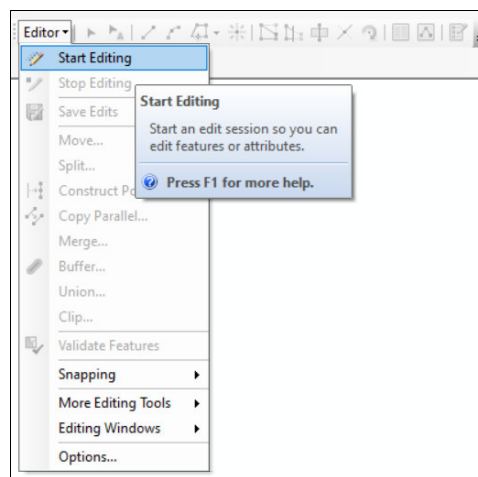 Editor
Start Editing
Stop Editing
Start Editing
Start an edit session so you can
edit features or attributes.
Press F1 for more help.
Save Edits
Move...
Split...
Construct
Copy Parallel...
Merge...
Buffer...
Union...
Clip...
Validate Features
Snapping
More Editing Tools
Editing Windows
Options...